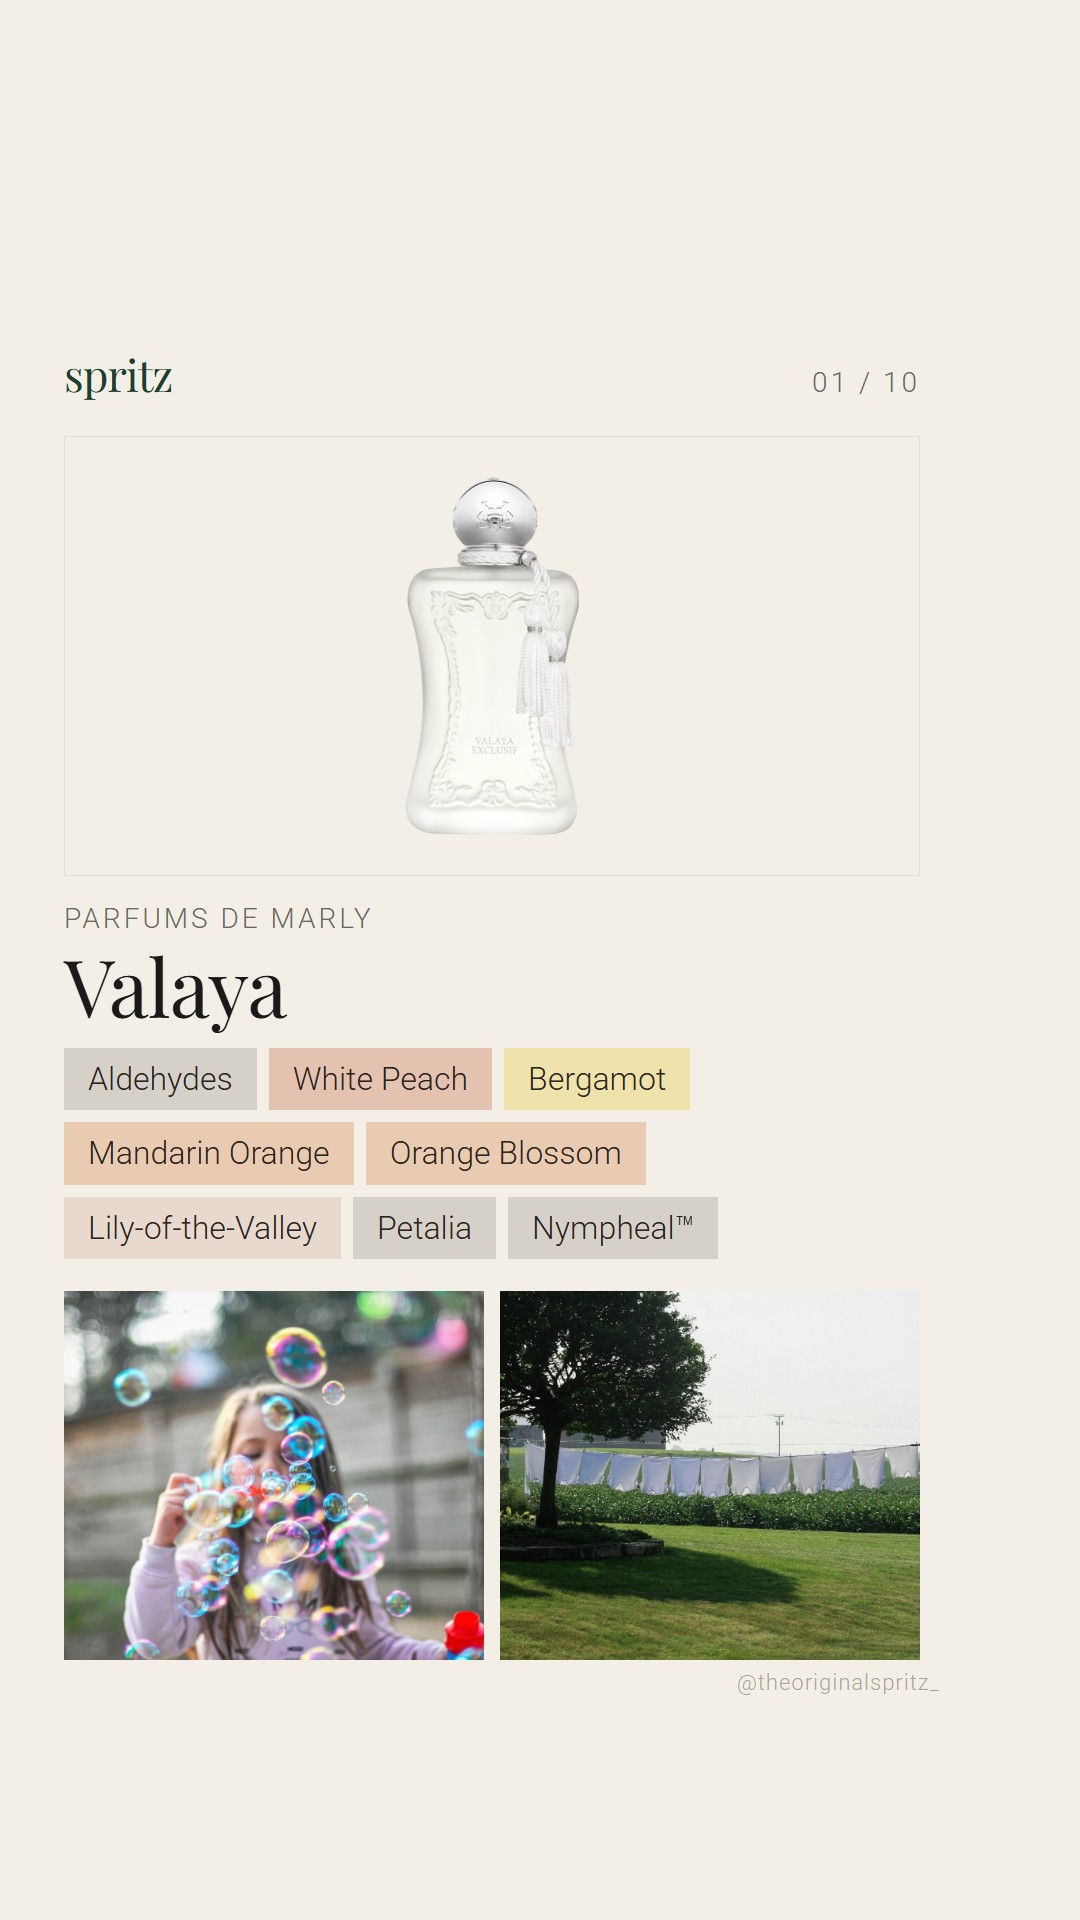 spritz
01 / 10
VALAYA
EXCLUSIF
PARFUMS DE MARLY
Valaya
Aldehydes White Peach Bergamot
Mandarin Orange Orange Blossom
Lily-of-the-Valley Petalia Nympheal™
@theoriginalspritz_